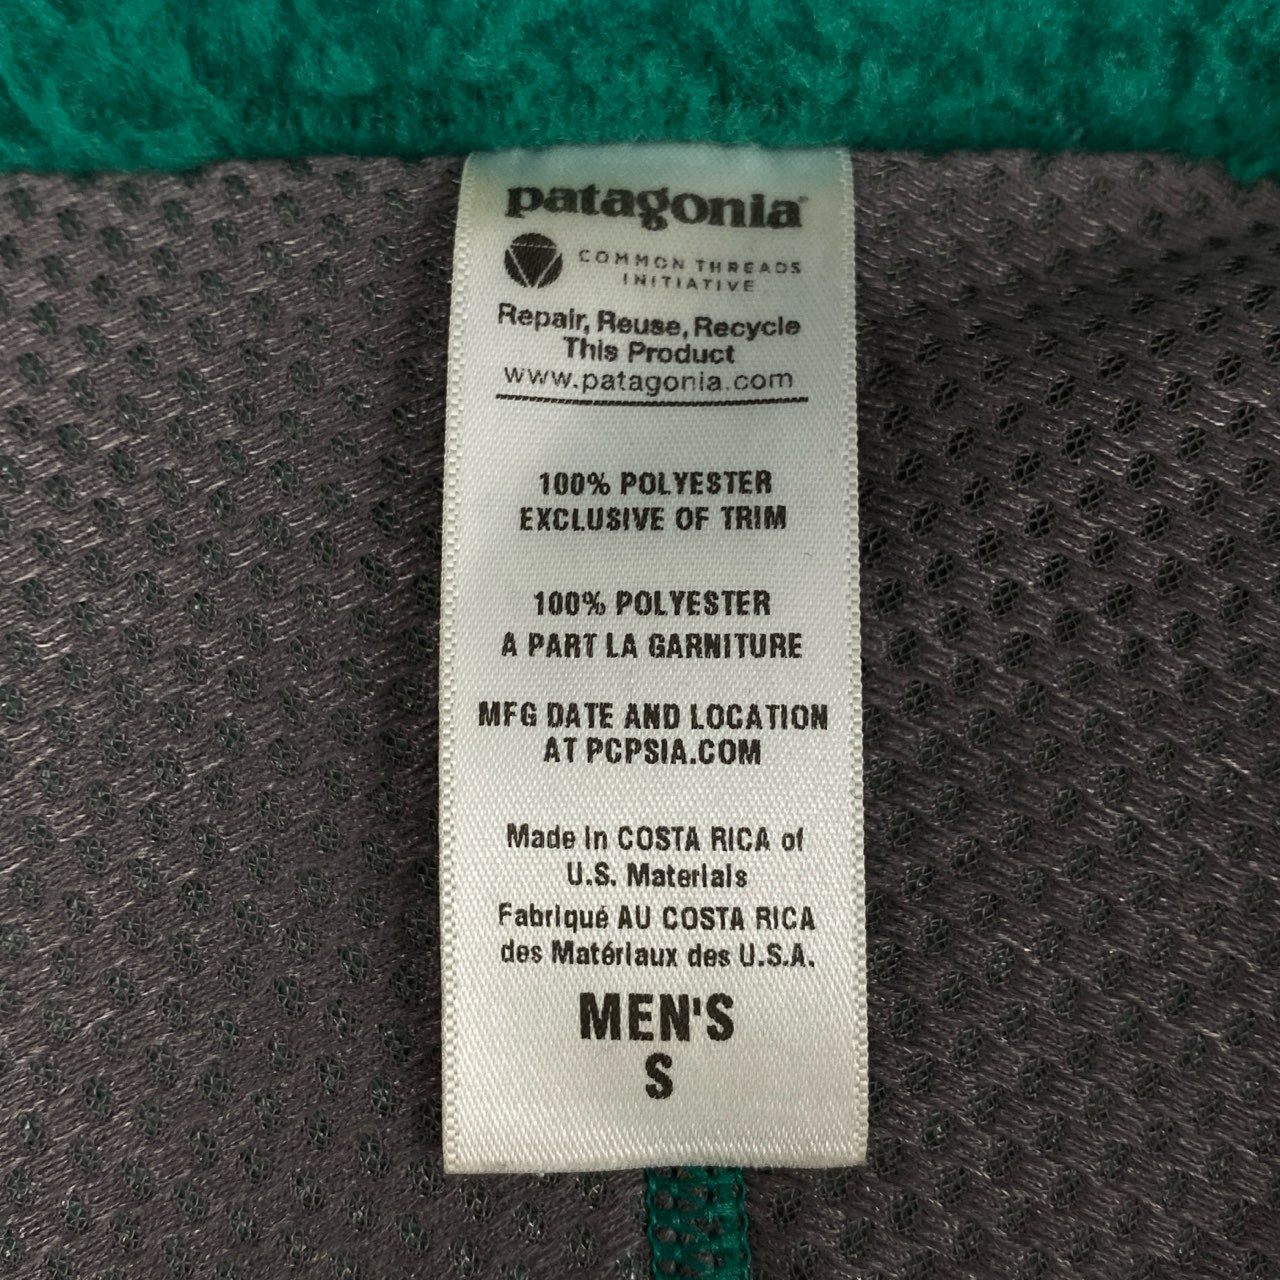 patagonia
COMMON THREADS
INITIATIVE
Repair, Reuse, Recycle
This Product
www.patagonia.com
100% POLYESTER
EXCLUSIVE OF TRIM
100% POLYESTER
A PART LA GARNITURE
MFG DATE AND LOCATION
AT PCPSIA.COM
Made in COSTA RICA of
U.S. Materials
Fabriqué AU COSTA RICA
des Matériaux des U.S.A.
MEN'S
S